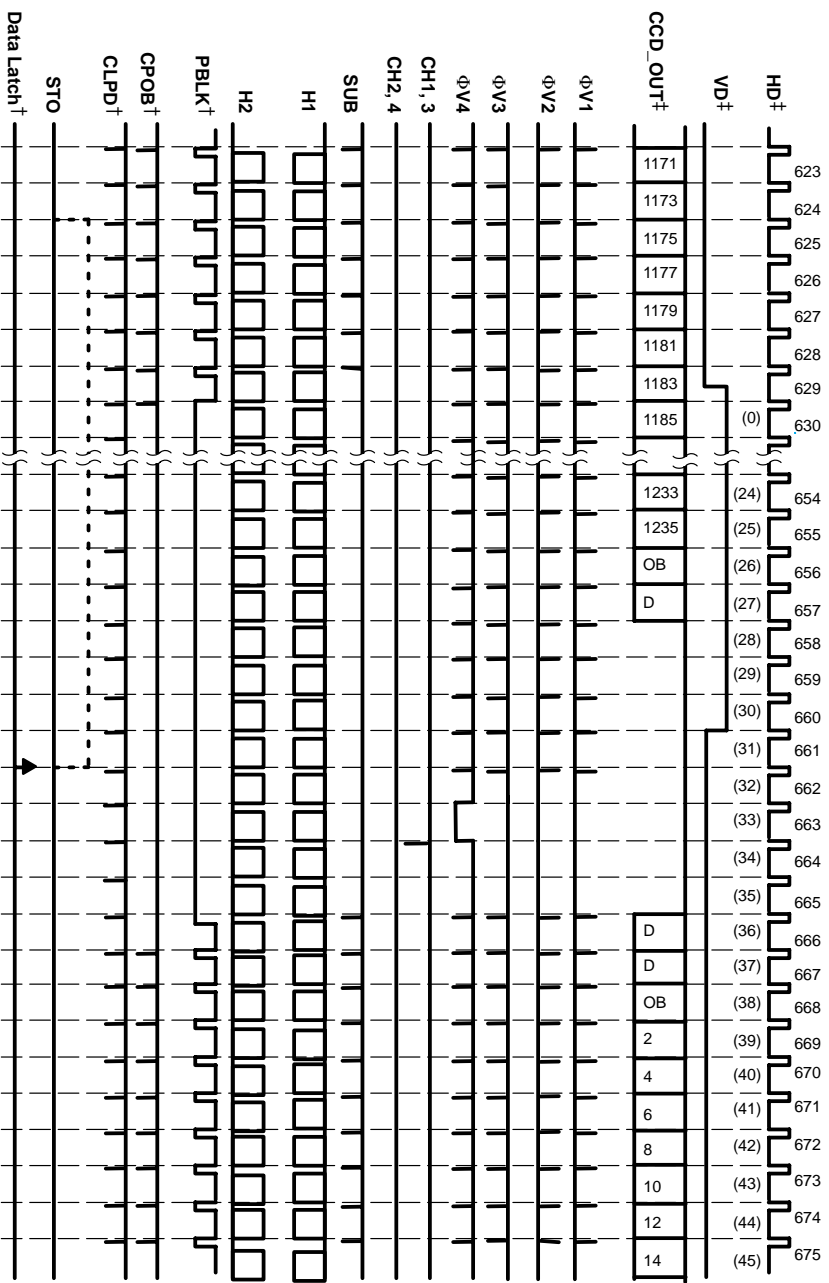 HD‡
VD‡
CCD_OUT‡
ΦV1
ΦV2
ΦV3
ΦV4
CH1, 3
CH2, 4
SUB
H1
H2
PBLK†
CPOB†
CLPD†
STO
Data Latch†
1171 623
1173 624
1175 625
1177 626
1179 627
1181 628
1183 629
1185 (0) 630
1233 (24) 654
1235 (25) 655
OB (26) 656
D (27) 657
(28) 658
(29) 659
(30) 660
(31) 661
(32) 662
(33) 663
(34) 664
(35) 665
D (36) 666
D (37) 667
OB (38) 668
2 (39) 669
4 (40) 670
6 (41) 671
8 (42) 672
10 (43) 673
12 (44) 674
14 (45) 675